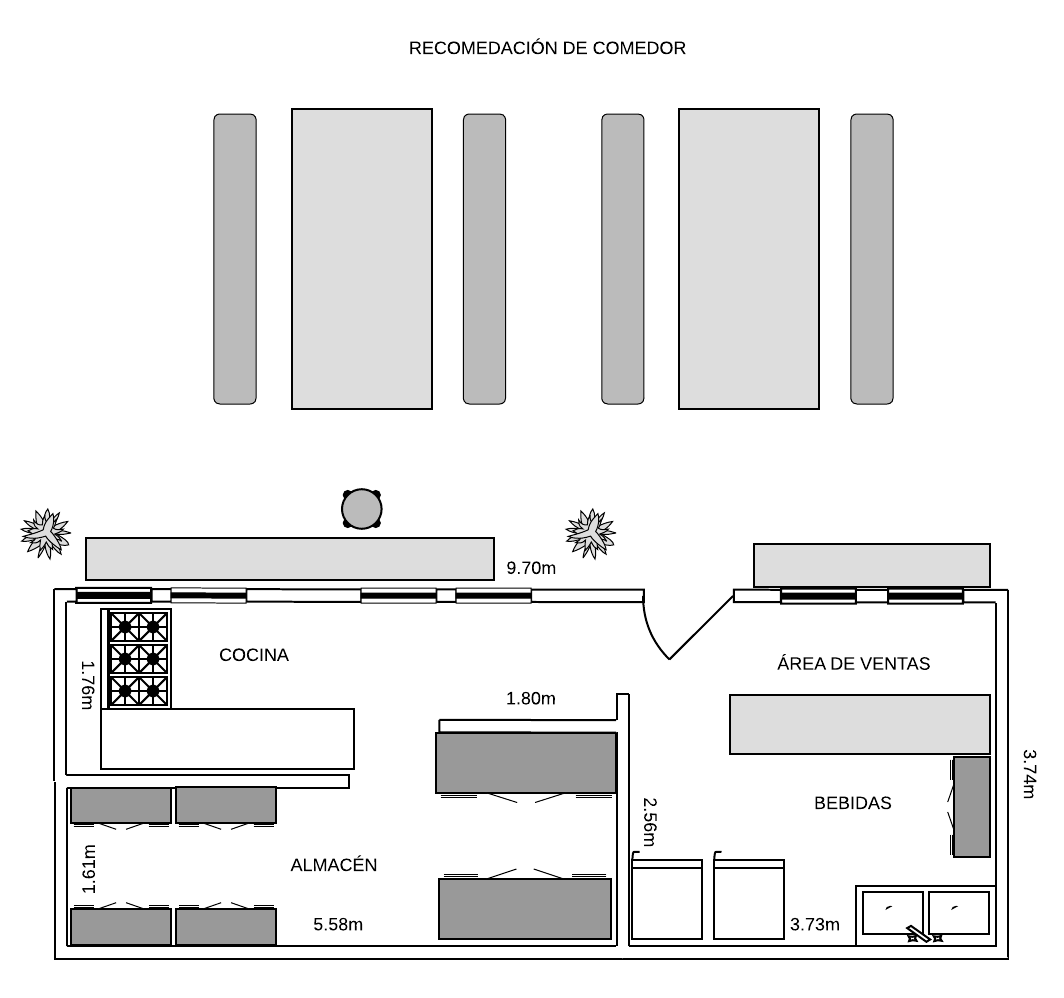 RECOMEDACIÓN DE COMEDOR
9.70m
COCINA
ÁREA DE VENTAS
1.76m
1.80m
3.74m
BEBIDAS
2.56m
ALMACÉN
1.61m
5.58m
3.73m